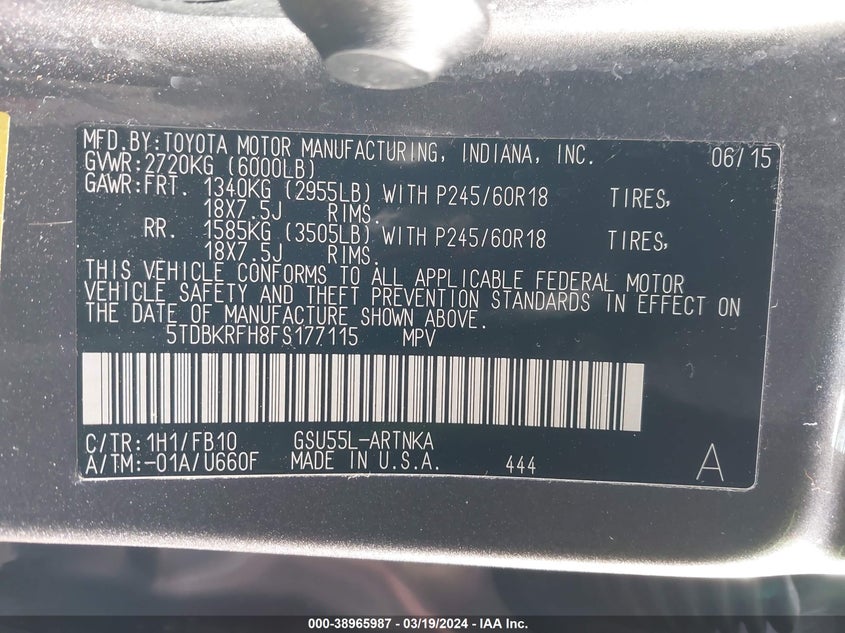 MFD.BY:TOYOTA MOTOR MANUFACTURING, INDIANA, INC. 06/15
GVWR:2720KG (6000LB)
GAWR:FRT. 1340KG (2955LB) WITH P245/60R18 TIRES,
18X7.5J RIMS.
RR. 1585KG (3505LB) WITH P245/60R18 TIRES,
18X7.5J RIMS.
THIS VEHICLE CONFORMS TO ALL APPLICABLE FEDERAL MOTOR
VEHICLE SAFETY AND THEFT PREVENTION STANDARDS IN EFFECT ON
THE DATE OF MANUFACTURE SHOWN ABOVE.
5TDBKRFH8FS177115 MPV
C/TR:1H1/FB10 GSU55L-ARTNKA
A/TM:-01A/U660F MADE IN U.S.A. 444 A
000-38965987 - 03/19/2024 - IAA Inc.